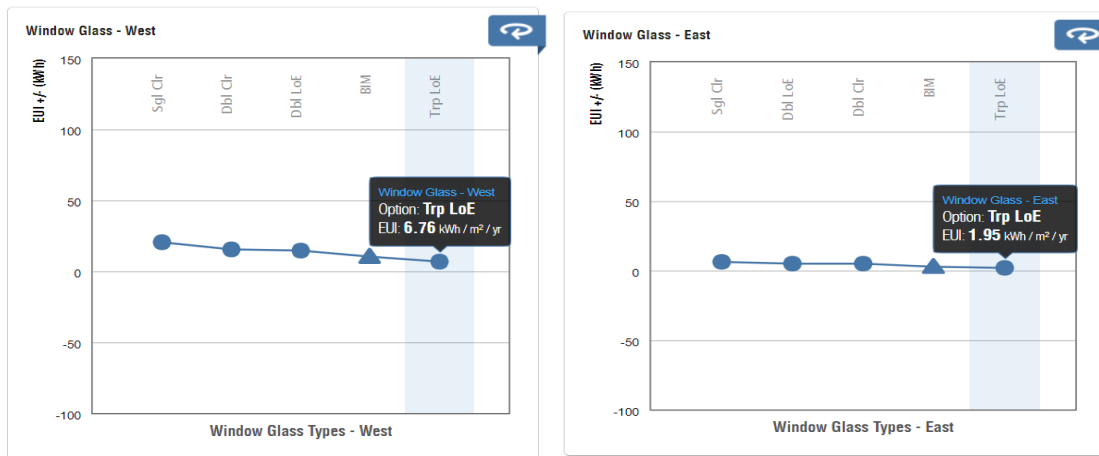 Window Glass - West
EUI +/- (kWh)
150
100
50
0
-50
-100
Sgl Clr
Dbl Clr
Dbl LoE
BIM
Trp LoE
Window Glass - West
Option: Trp LoE
EUI: 6.76 kWh / m² / yr
Window Glass Types - West
Window Glass - East
EUI +/- (kWh)
150
100
50
0
-50
-100
Sgl Clr
Dbl LoE
Dbl Clr
BIM
Trp LoE
Window Glass - East
Option: Trp LoE
EUI: 1.95 kWh / m² / yr
Window Glass Types - East